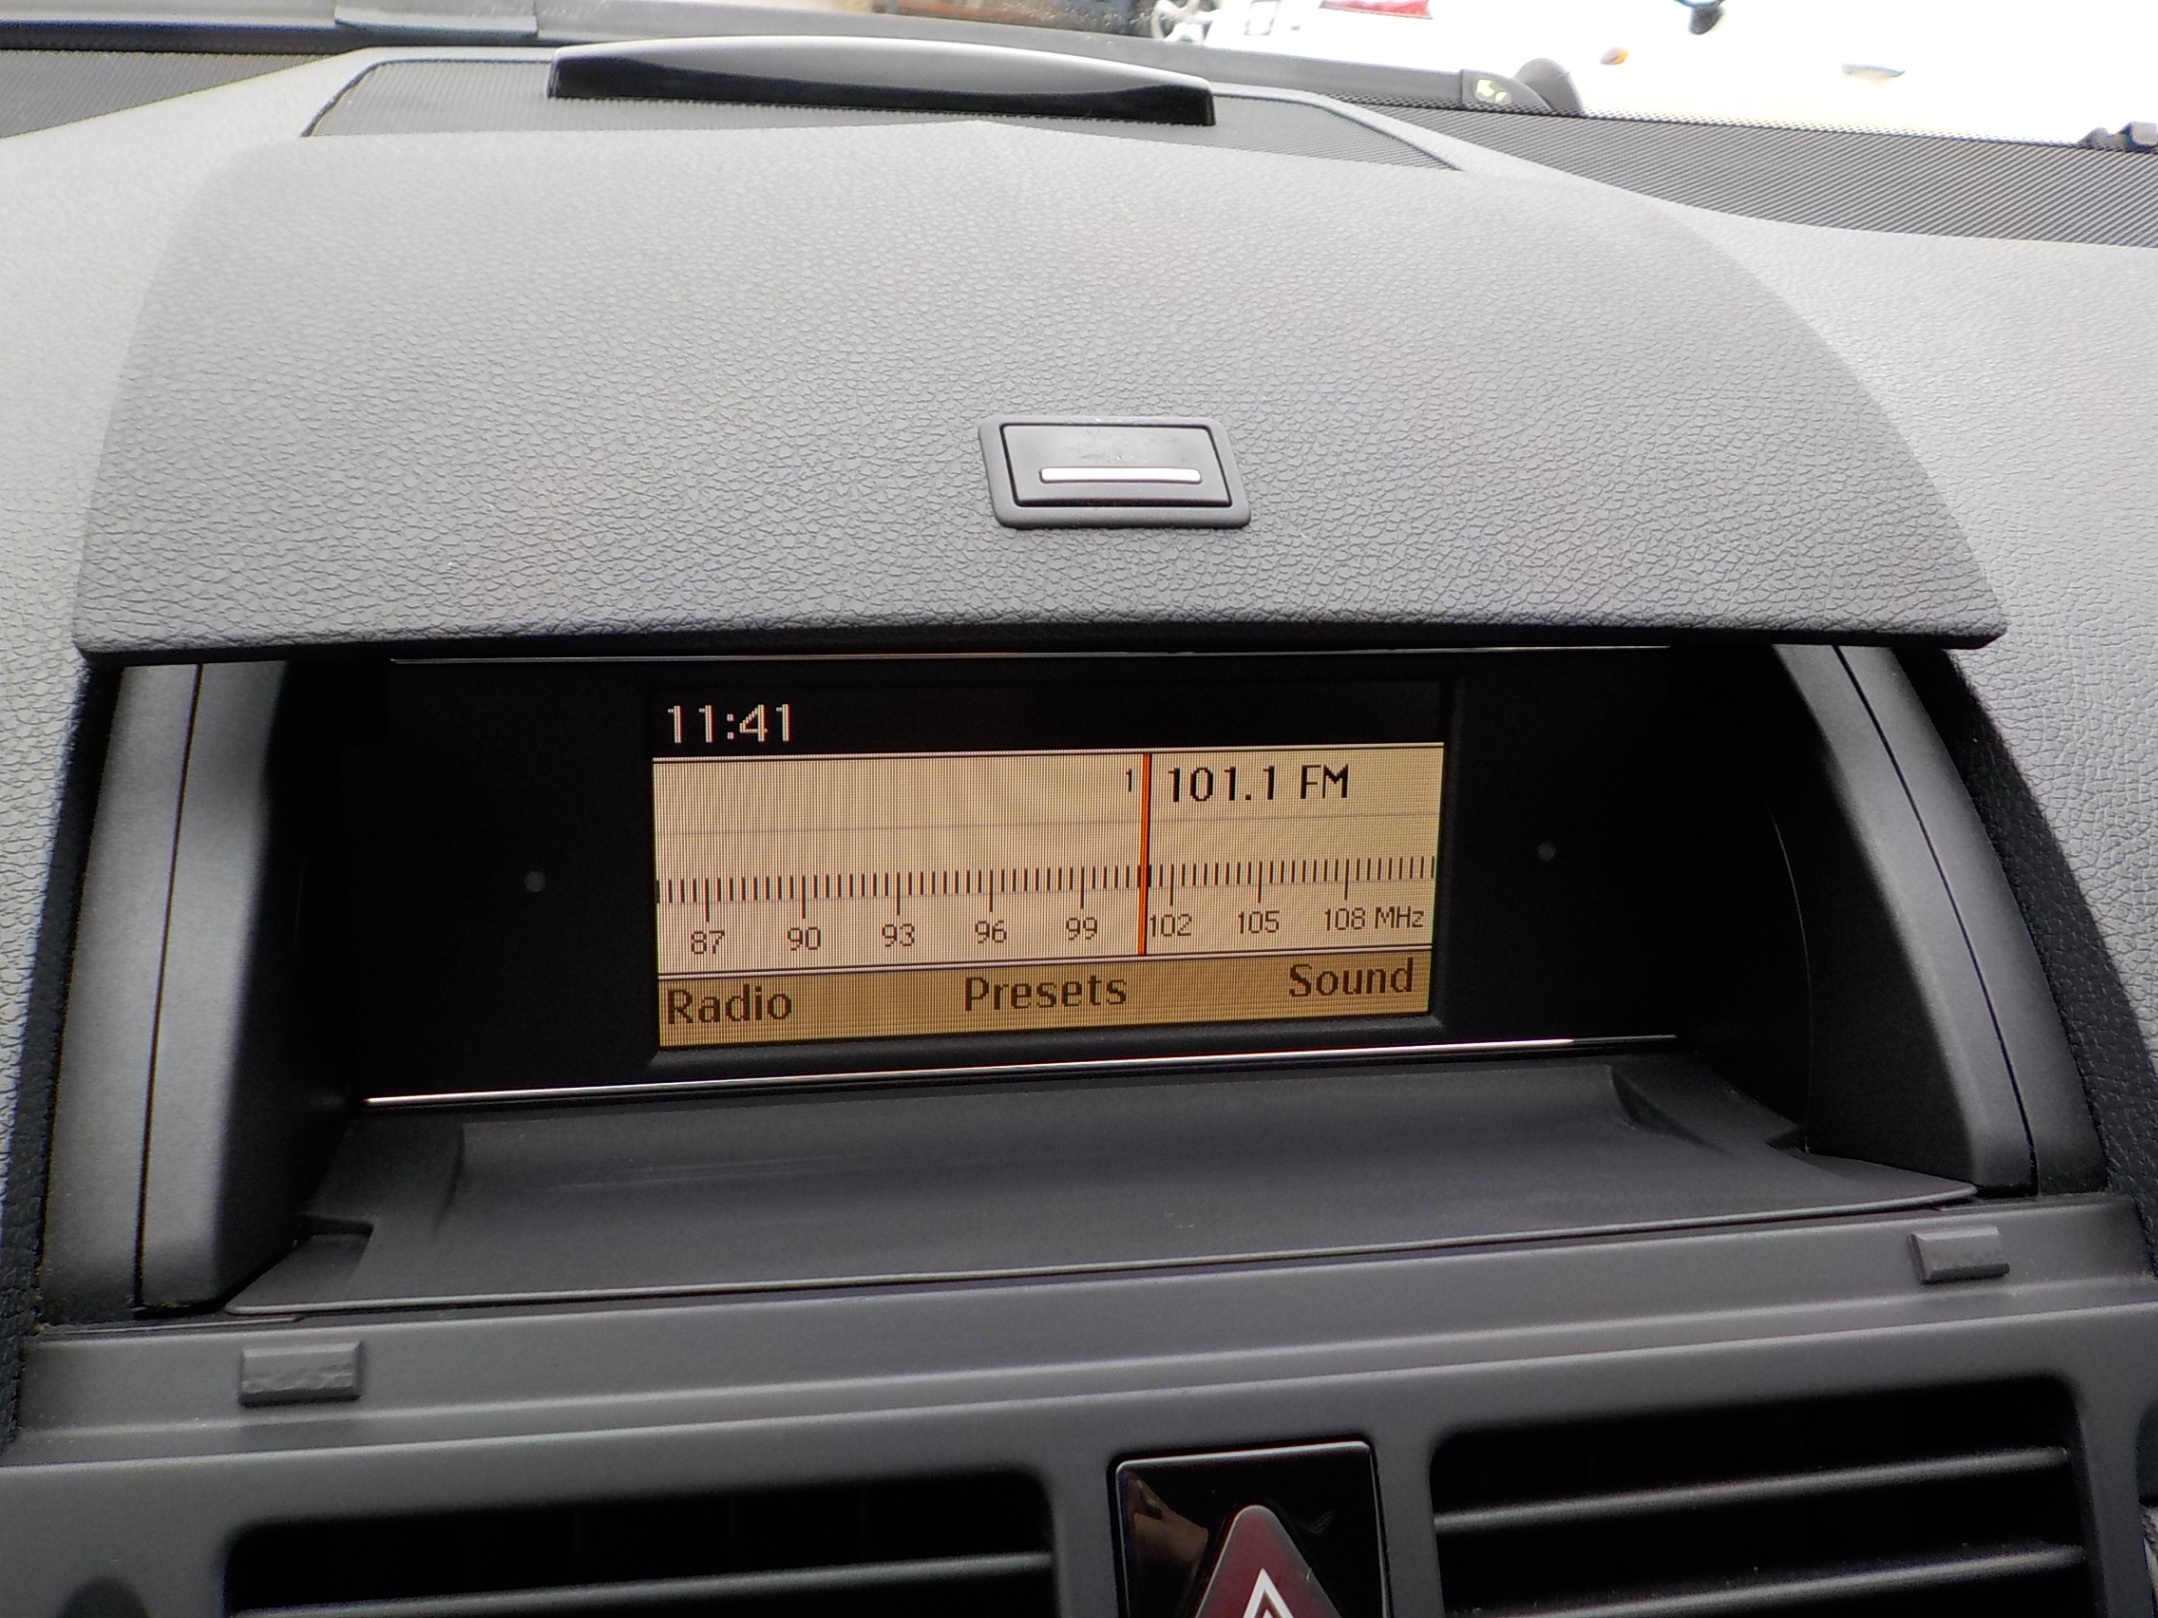 11:41
1 101.1 FM
87 90 93 96 99 102 105 108 MHz
Radio Presets Sound